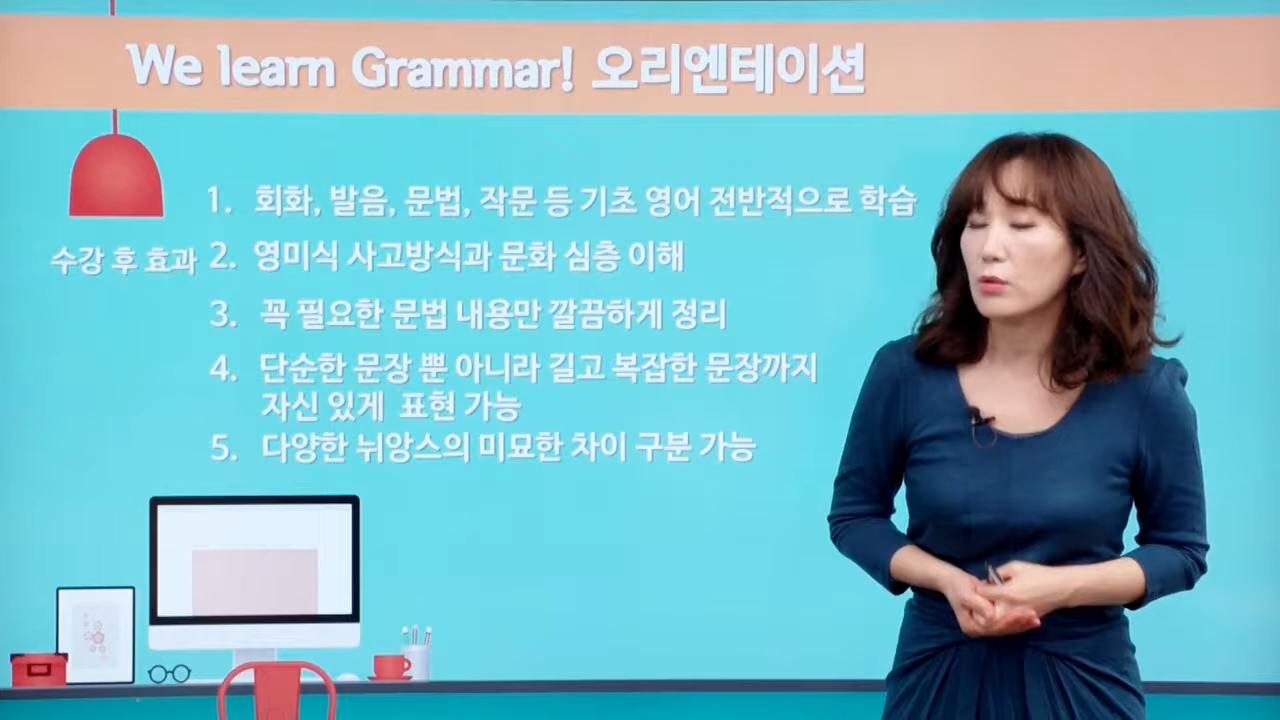 We learn Grammar! 오리엔테이션
수강 후 효과
1. 회화, 발음, 문법, 작문 등 기초 영어 전반적으로 학습
2. 영미식 사고방식과 문화 심층 이해
3. 꼭 필요한 문법 내용만 깔끔하게 정리
4. 단순한 문장 뿐 아니라 길고 복잡한 문장까지
자신 있게 표현 가능
5. 다양한 뉘앙스의 미묘한 차이 구분 가능